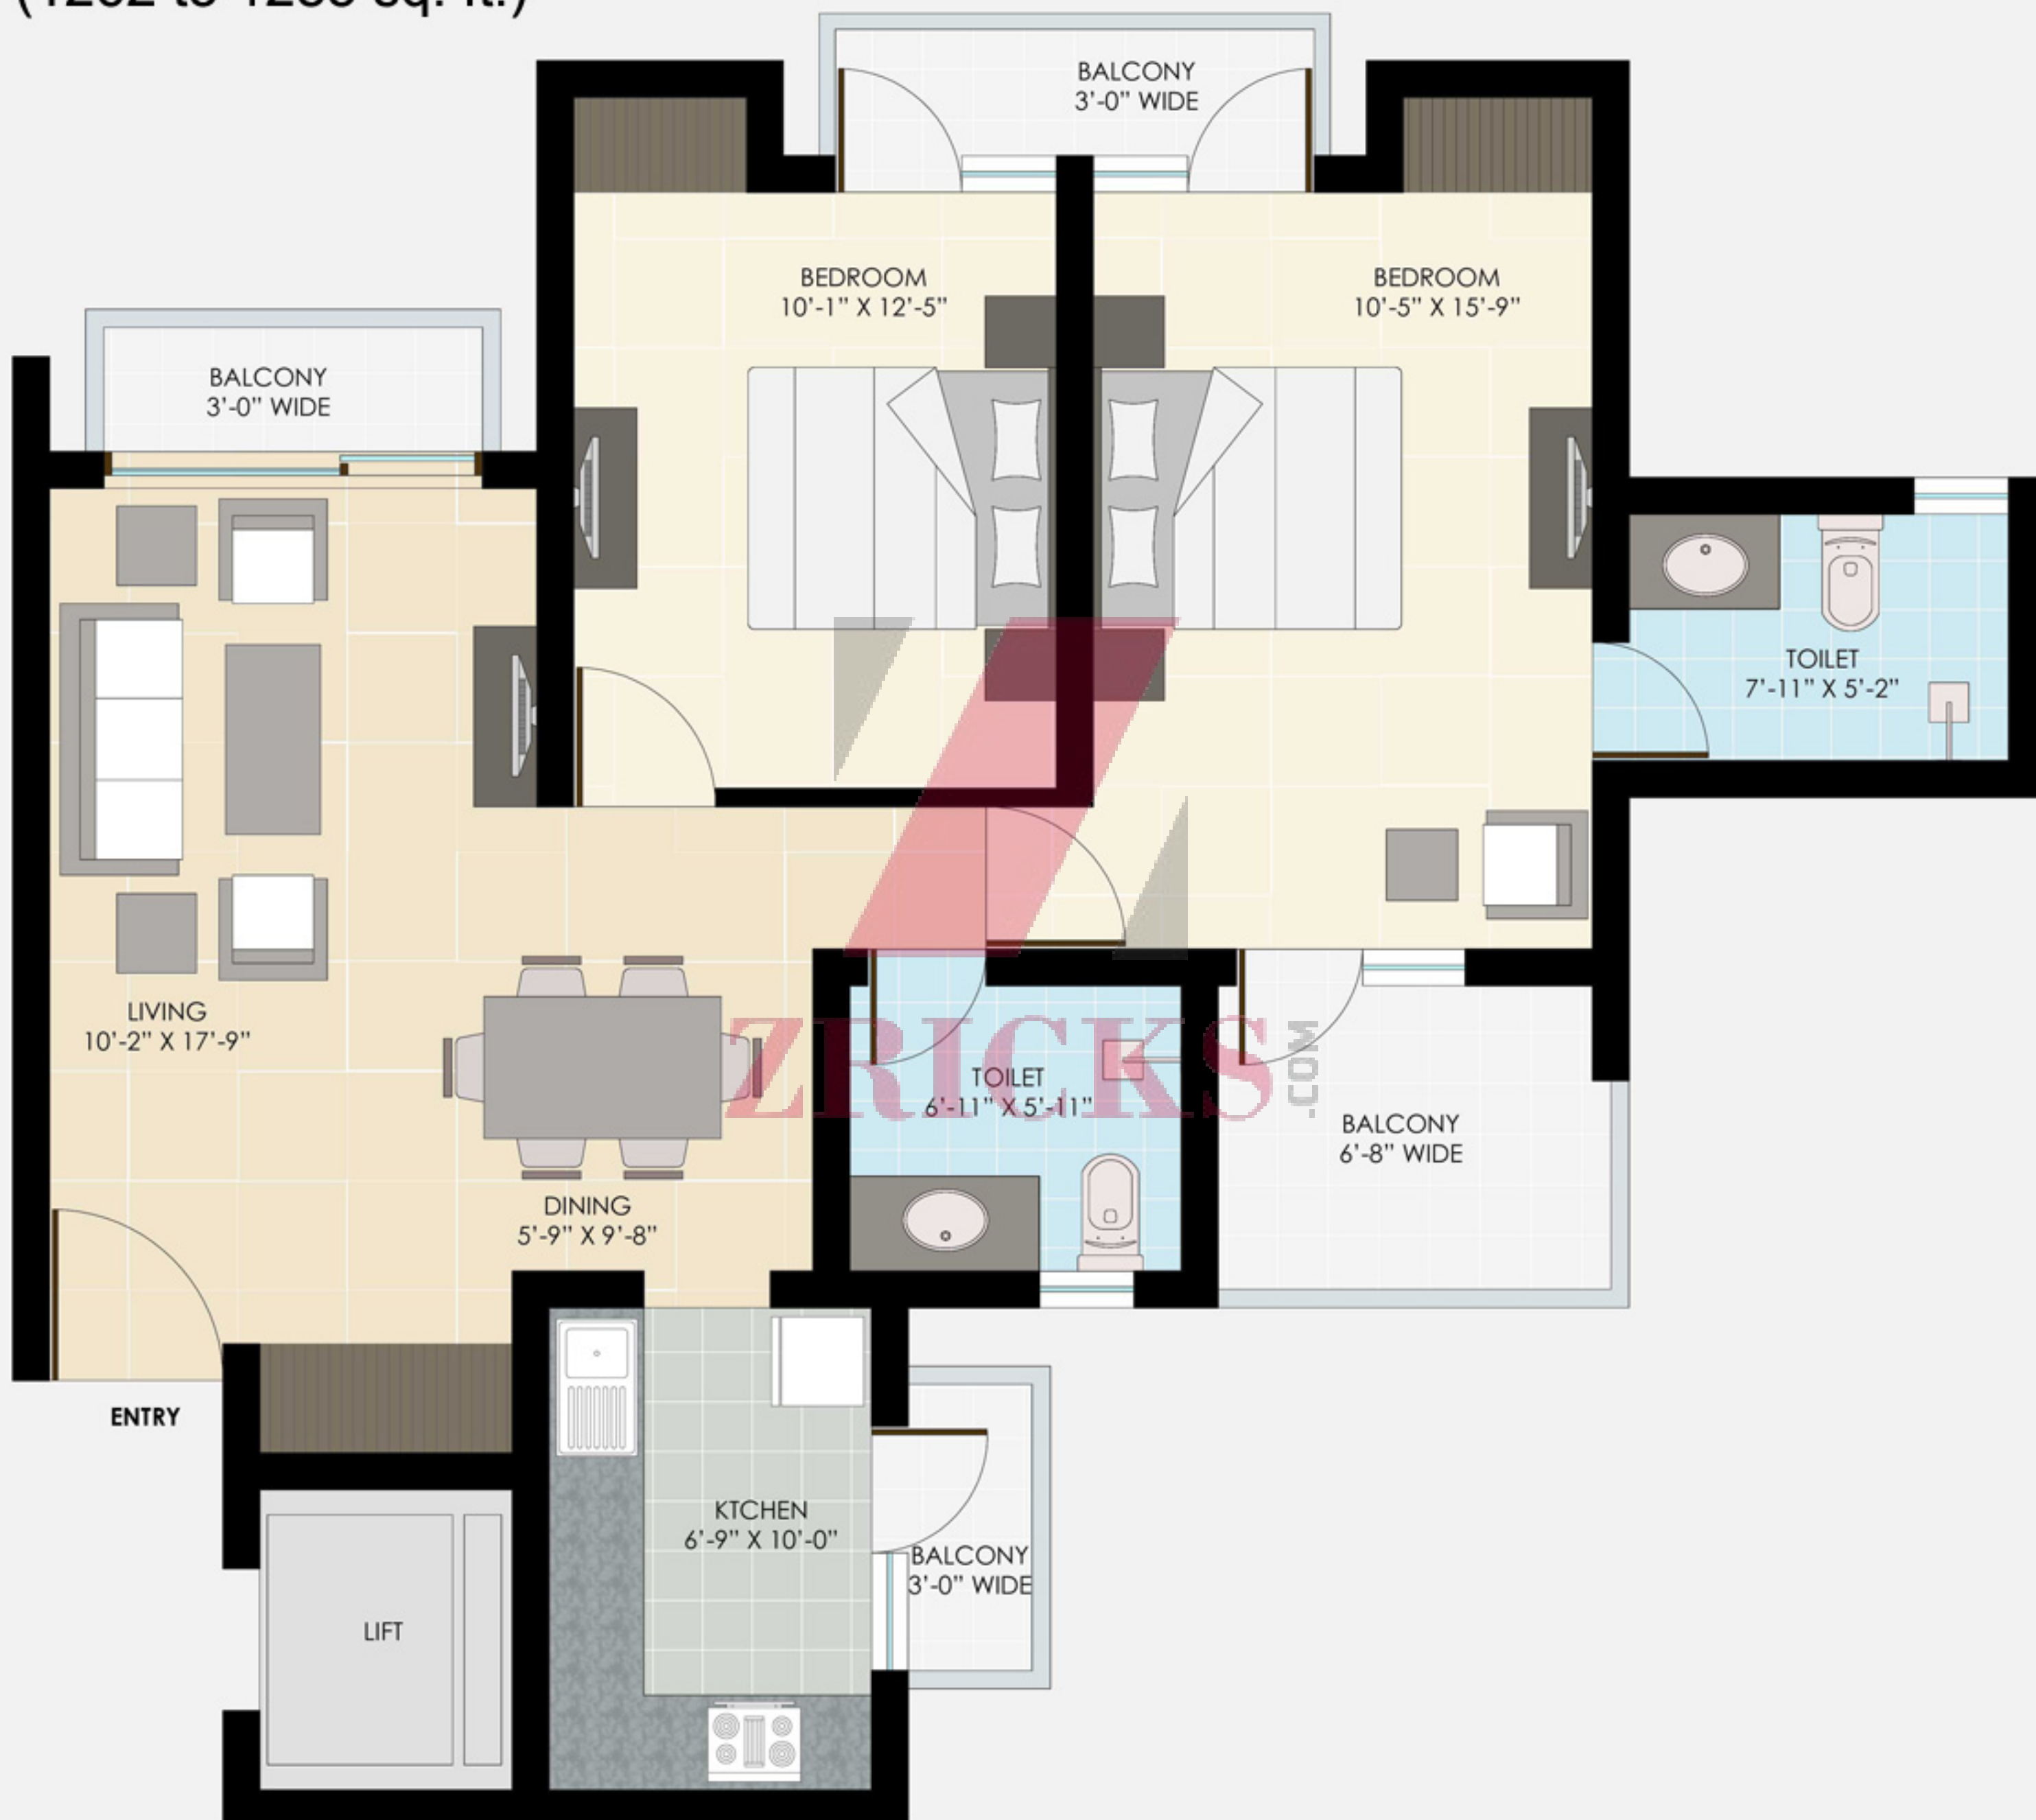 BALCONY
3'-0" WIDE
BEDROOM
10'-1" X 12'-5"
BEDROOM
10'-5" X 15'-9"
BALCONY
3'-0" WIDE
TOILET
7'-11" X 5'-2"
LIVING
10'-2" X 17'-9"
ZRICKS
.COM
TOILET
6'-11" X 5'-11"
BALCONY
6'-8" WIDE
DINING
5'-9" X 9'-8"
ENTRY
KTCHEN
6'-9" X 10'-0"
BALCONY
3'-0" WIDE
LIFT